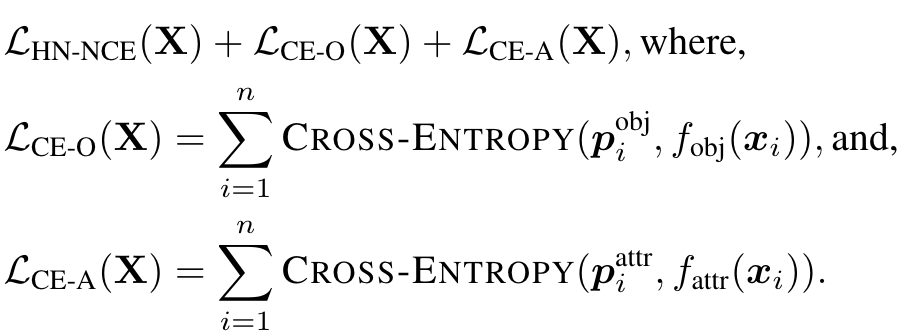 ℒ_HN-NCE(𝐗) + ℒ_CE-O(𝐗) + ℒ_CE-A(𝐗), where,
ℒ_CE-O(𝐗) = ∑_{i=1}^{n} CROSS-ENTROPY(𝒑_i^obj, f_obj(𝒙_i)), and,
ℒ_CE-A(𝐗) = ∑_{i=1}^{n} CROSS-ENTROPY(𝒑_i^attr, f_attr(𝒙_i)).